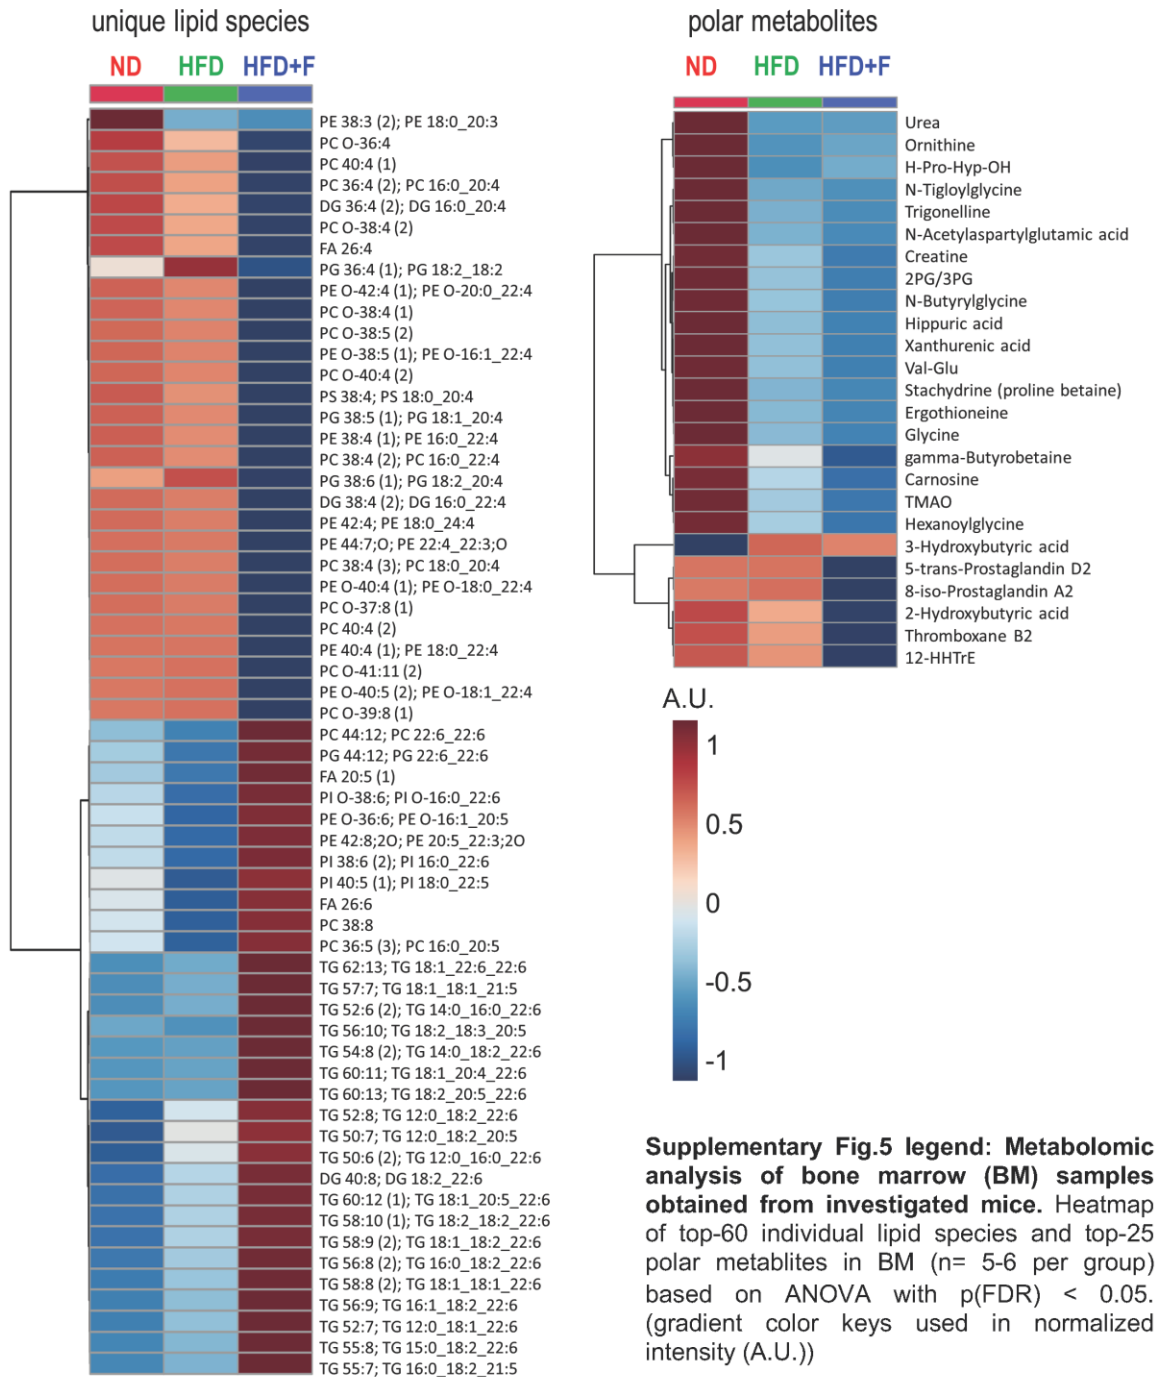 unique lipid species
ND HFD HFD+F
PE 38:3 (2); PE 18:0_20:3
PC O-36:4
PC 40:4 (1)
PC 36:4 (2); PC 16:0_20:4
DG 36:4 (2); DG 16:0_20:4
PC O-38:4 (2)
FA 26:4
PG 36:4 (1); PG 18:2_18:2
PE O-42:4 (1); PE O-20:0_22:4
PC O-38:4 (1)
PC O-38:5 (2)
PE O-38:5 (1); PE O-16:1_22:4
PC O-40:4 (2)
PS 38:4; PS 18:0_20:4
PG 38:5 (1); PG 18:1_20:4
PE 38:4 (1); PE 16:0_22:4
PC 38:4 (2); PC 16:0_22:4
PG 38:6 (1); PG 18:2_20:4
DG 38:4 (2); DG 16:0_22:4
PE 42:4; PE 18:0_24:4
PE 44:7;O; PE 22:4_22:3;O
PC 38:4 (3); PC 18:0_20:4
PE O-40:4 (1); PE O-18:0_22:4
PC O-37:8 (1)
PC 40:4 (2)
PE 40:4 (1); PE 18:0_22:4
PC O-41:11 (2)
PE O-40:5 (2); PE O-18:1_22:4
PC O-39:8 (1)
PC 44:12; PC 22:6_22:6
PG 44:12; PG 22:6_22:6
FA 20:5 (1)
PI O-38:6; PI O-16:0_22:6
PE O-36:6; PE O-16:1_20:5
PE 42:8;2O; PE 20:5_22:3;2O
PI 38:6 (2); PI 16:0_22:6
PI 40:5 (1); PI 18:0_22:5
FA 26:6
PC 38:8
PC 36:5 (3); PC 16:0_20:5
TG 62:13; TG 18:1_22:6_22:6
TG 57:7; TG 18:1_18:1_21:5
TG 52:6 (2); TG 14:0_16:0_22:6
TG 56:10; TG 18:2_18:3_20:5
TG 54:8 (2); TG 14:0_18:2_22:6
TG 60:11; TG 18:1_20:4_22:6
TG 60:13; TG 18:2_20:5_22:6
TG 52:8; TG 12:0_18:2_22:6
TG 50:7; TG 12:0_18:2_20:5
TG 50:6 (2); TG 12:0_16:0_22:6
DG 40:8; DG 18:2_22:6
TG 60:12 (1); TG 18:1_20:5_22:6
TG 58:10 (1); TG 18:2_18:2_22:6
TG 58:9 (2); TG 18:1_18:2_22:6
TG 56:8 (2); TG 16:0_18:2_22:6
TG 58:8 (2); TG 18:1_18:1_22:6
TG 56:9; TG 16:1_18:2_22:6
TG 52:7; TG 12:0_18:1_22:6
TG 55:8; TG 15:0_18:2_22:6
TG 55:7; TG 16:0_18:2_21:5
polar metabolites
ND HFD HFD+F
Urea
Ornithine
H-Pro-Hyp-OH
N-Tigloylglycine
Trigonelline
N-Acetylaspartylglutamic acid
Creatine
2PG/3PG
N-Butyrylglycine
Hippuric acid
Xanthurenic acid
Val-Glu
Stachydrine (proline betaine)
Ergothioneine
Glycine
gamma-Butyrobetaine
Carnosine
TMAO
Hexanoylglycine
3-Hydroxybutyric acid
5-trans-Prostaglandin D2
8-iso-Prostaglandin A2
2-Hydroxybutyric acid
Thromboxane B2
12-HHTrE
A.U.
1
0.5
0
-0.5
-1
Supplementary Fig.5 legend: Metabolomic
analysis of bone marrow (BM) samples
obtained from investigated mice. Heatmap
of top-60 individual lipid species and top-25
polar metablites in BM (n= 5-6 per group)
based on ANOVA with p(FDR) < 0.05.
(gradient color keys used in normalized
intensity (A.U.))